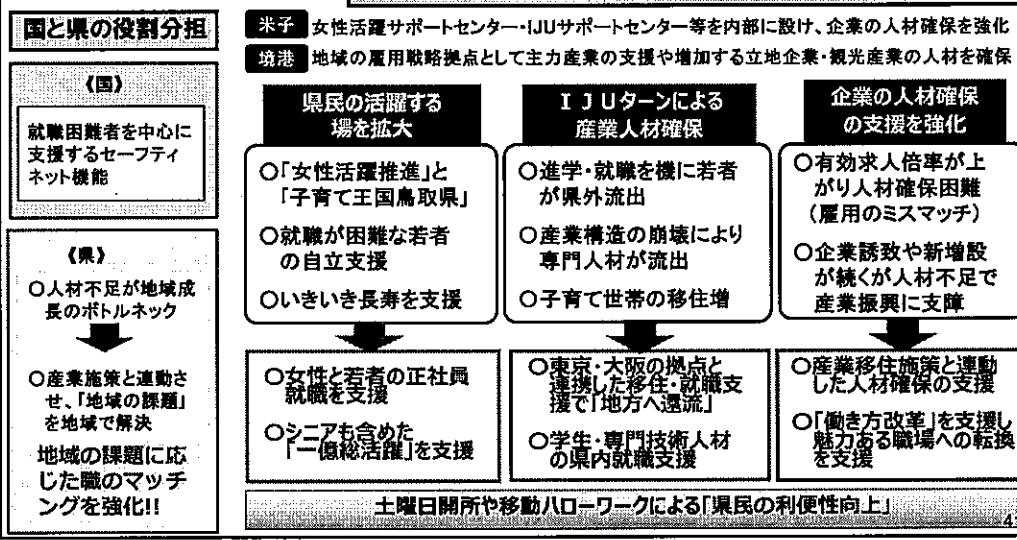 国と県の役割分担
《国》
就職困難者を中心に
支援するセーフティ
ネット機能
《県》
○人材不足が地域成
長のボトルネック
○産業施策と連動さ
せ、「地域の課題」
を地域で解決
地域の課題に応
じた職のマッチ
ングを強化!!
米子 女性活躍サポートセンター・IJUサポートセンター等を内部に設け、企業の人材確保を強化
境港 地域の雇用戦略拠点として主力産業の支援や増加する立地企業・観光産業の人材を確保
県民の活躍する
場を拡大
○「女性活躍推進」と
「子育て王国鳥取県」
○就職が困難な若者
の自立支援
○いきいき長寿を支援
○女性と若者の正社員
就職を支援
○シニアも含めた
「一億総活躍」を支援
IJUターンによる
産業人材確保
○進学・就職を機に若者
が県外流出
○産業構造の崩壊により
専門人材が流出
○子育て世帯の移住増
○東京・大阪の拠点と
連携した移住・就職支
援で「地方へ還流」
○学生・専門技術人材
の県内就職支援
企業の人材確保
の支援を強化
○有効求人倍率が上
がり人材確保困難
(雇用のミスマッチ)
○企業誘致や新増設
が続くが人材不足で
産業振興に支障
○産業移住施策と連動
した人材確保の支援
○「働き方改革」を支援し
魅力ある職場への転換
を支援
土曜日開所や移動ハローワークによる「県民の利便性向上」
4